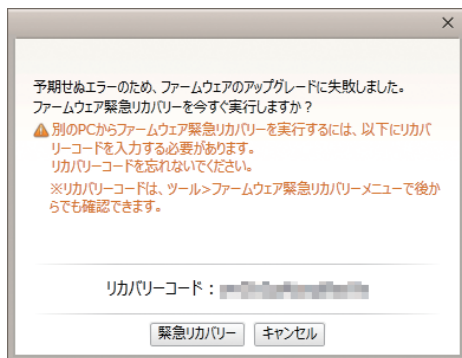 予期せぬエラーのため、ファームウェアのアップグレードに失敗しました。
ファームウェア緊急リカバリーを今すぐ実行しますか？
別のPCからファームウェア緊急リカバリーを実行するには、以下にリカバ
リーコードを入力する必要があります。
リカバリーコードを忘れないでください。
※リカバリーコードは、ツール>ファームウェア緊急リカバリーメニューで後か
らでも確認できます。
リカバリーコード：
緊急リカバリー キャンセル